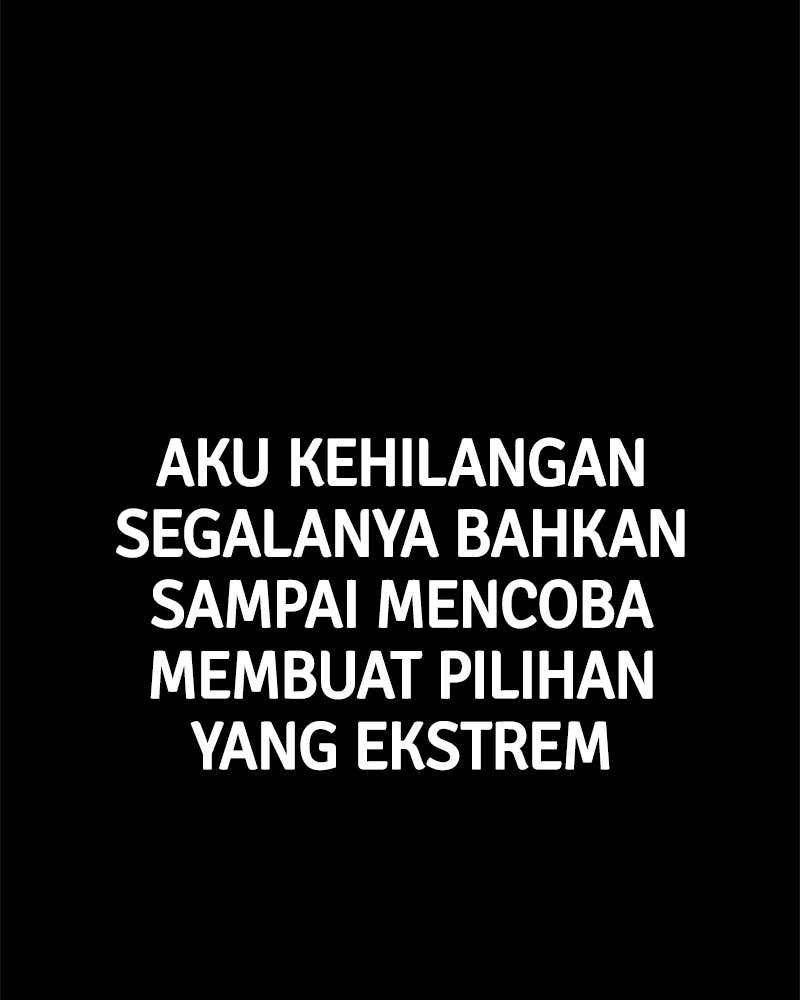 AKU KEHILANGAN
SEGALANYA BAHKAN
SAMPAI MENCOBA
MEMBUAT PILIHAN
YANG EKSTREM